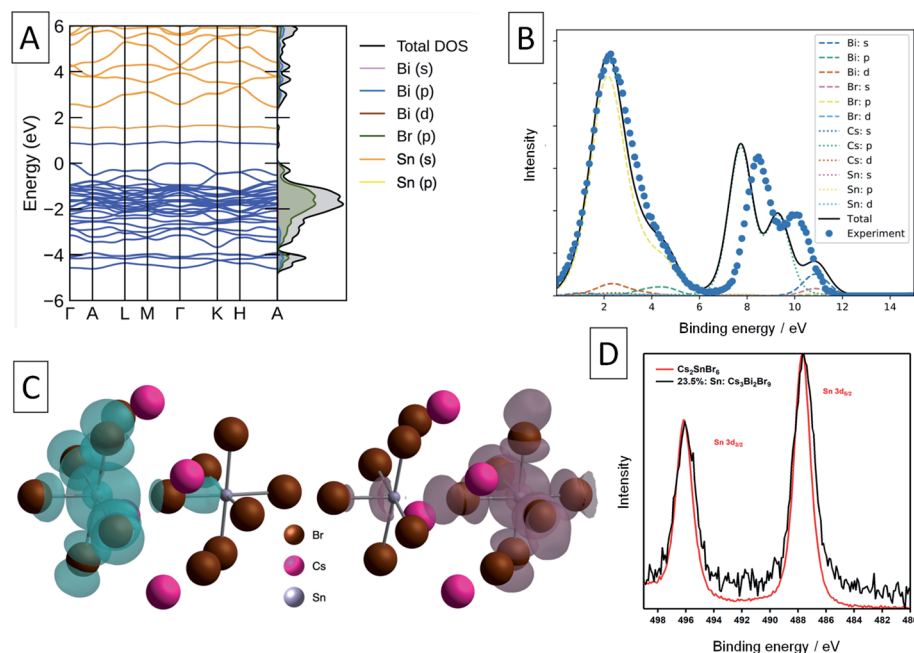 A
6
4
2
0
−2
−4
−6
Energy (eV)
Γ A L M Γ K H A
Total DOS
Bi (s)
Bi (p)
Bi (d)
Br (p)
Sn (s)
Sn (p)
B
Intensity
0 2 4 6 8 10 12 14
Binding energy / eV
Bi: s
Bi: p
Bi: d
Br: s
Br: p
Br: d
Cs: s
Cs: p
Cs: d
Sn: s
Sn: p
Sn: d
Total
Experiment
C
Br
Cs
Sn
D
Cs₂SnBr₆
23.5% Sn: Cs₃Bi₂Br₉
Sn 3d₃/₂
Sn 3d₅/₂
Intensity
498 496 494 492 490 488 486 484 482 480
Binding energy / eV